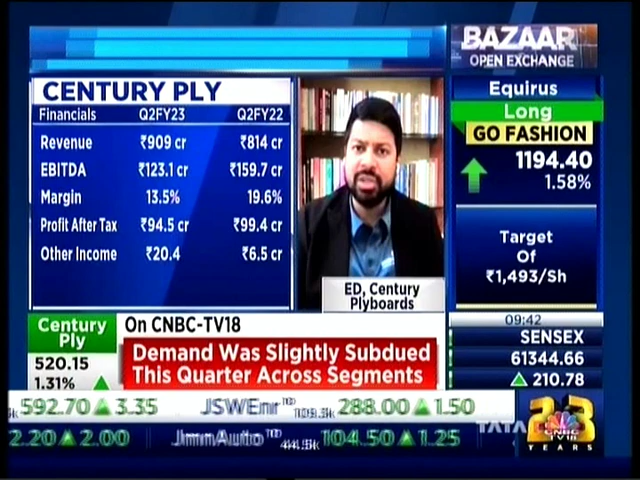 BAZAAR
OPEN EXCHANGE
CENTURY PLY
Financials Q2FY23 Q2FY22
Revenue ₹909 cr ₹814 cr
EBITDA ₹123.1 cr ₹159.7 cr
Margin 13.5% 19.6%
Profit After Tax ₹94.5 cr ₹99.4 cr
Other Income ₹20.4 ₹6.5 cr
Equirus
Long
GO FASHION
1194.40
1.58%
Target
Of
₹1,493/Sh
ED, Century
Plyboards
09:42
SENSEX
61344.66
210.78
Century
Ply
520.15
1.31%
On CNBC-TV18
Demand Was Slightly Subdued
This Quarter Across Segments
592.70 3.35 JSWEnr 288.00 1.50
2.20 2.00 JmnAuto 104.50 1.25 TATA
23
CNBC
TV18
YEARS